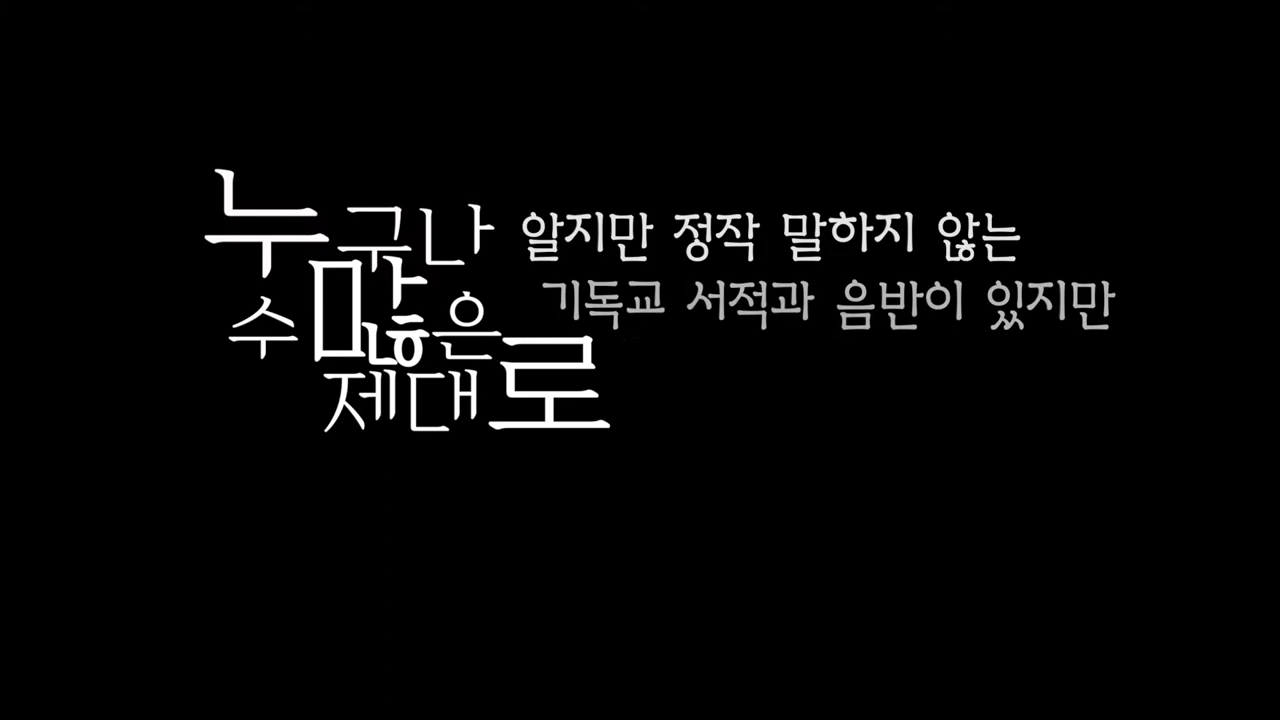 누구나 알지만 정작 말하지 않는
수많은 기독교 서적과 음반이 있지만
제대로